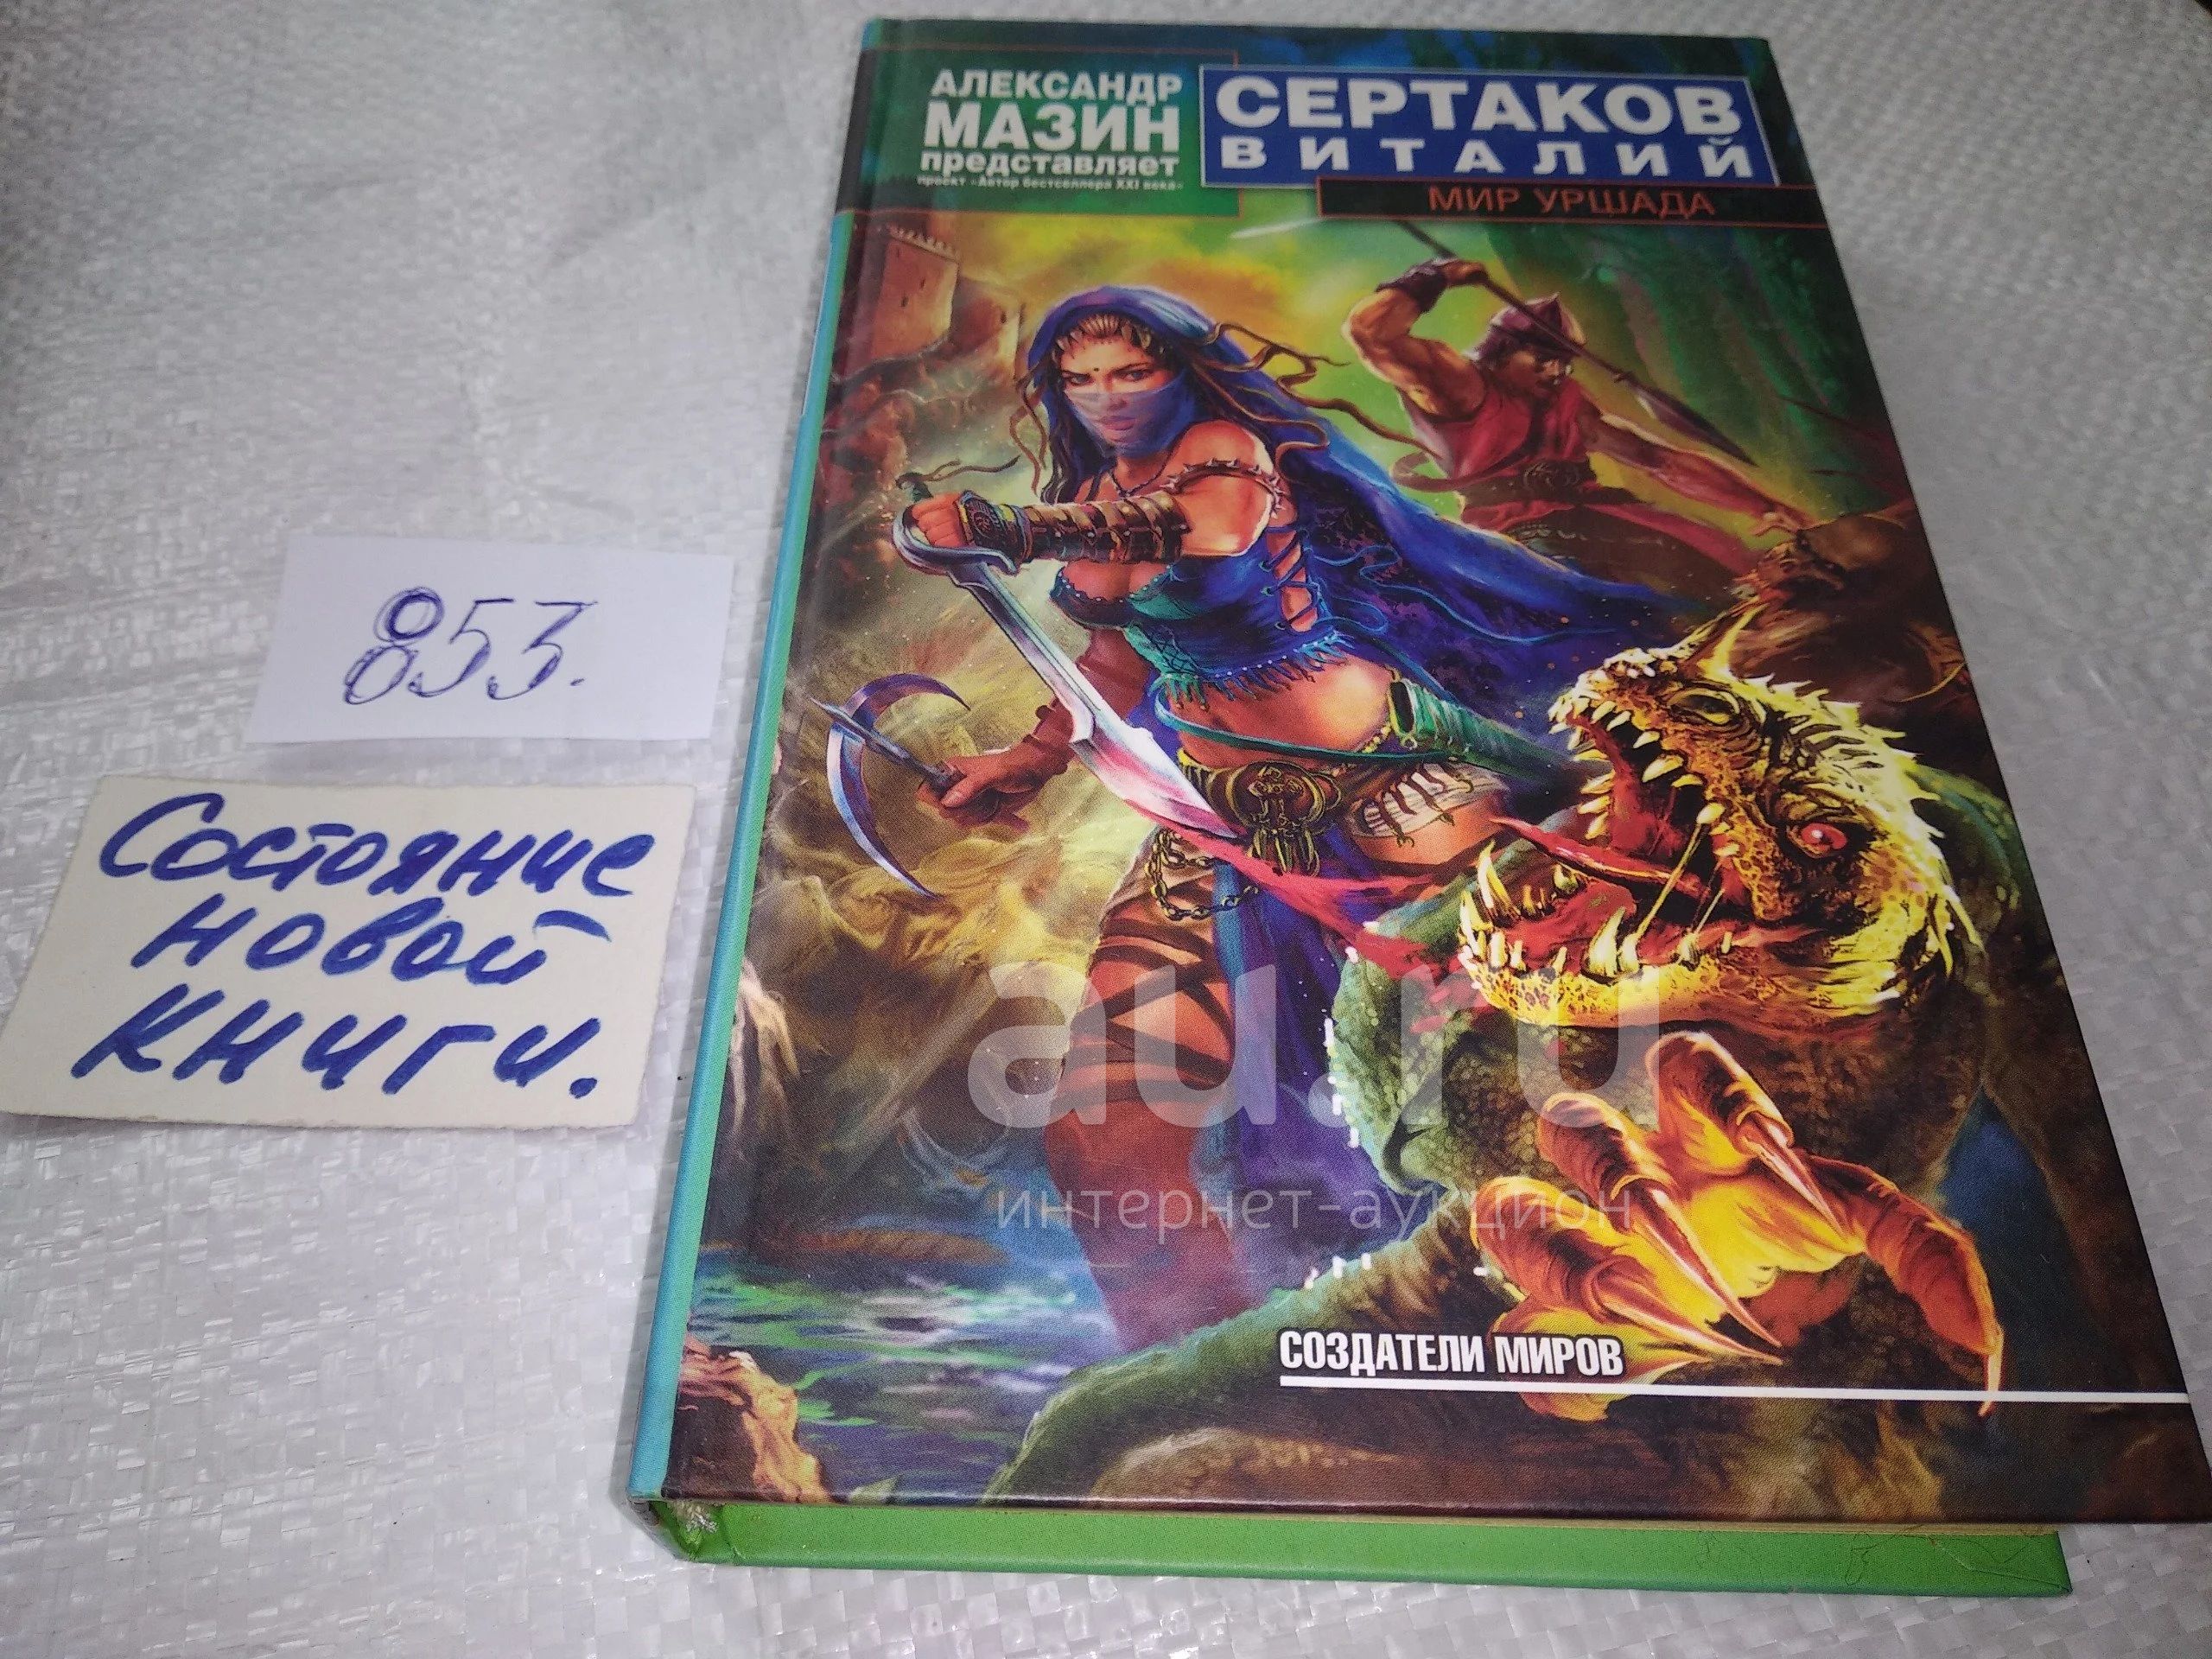 АЛЕКСАНДР
МАЗИН
представляет
проект «Автор бестселлера XXI века»
СЕРТАКОВ
ВИТАЛИЙ
МИР УРШАДА
853.
Состояние
новой
книги.
au.ru
интернет-аукцион
СОЗДАТЕЛИ МИРОВ